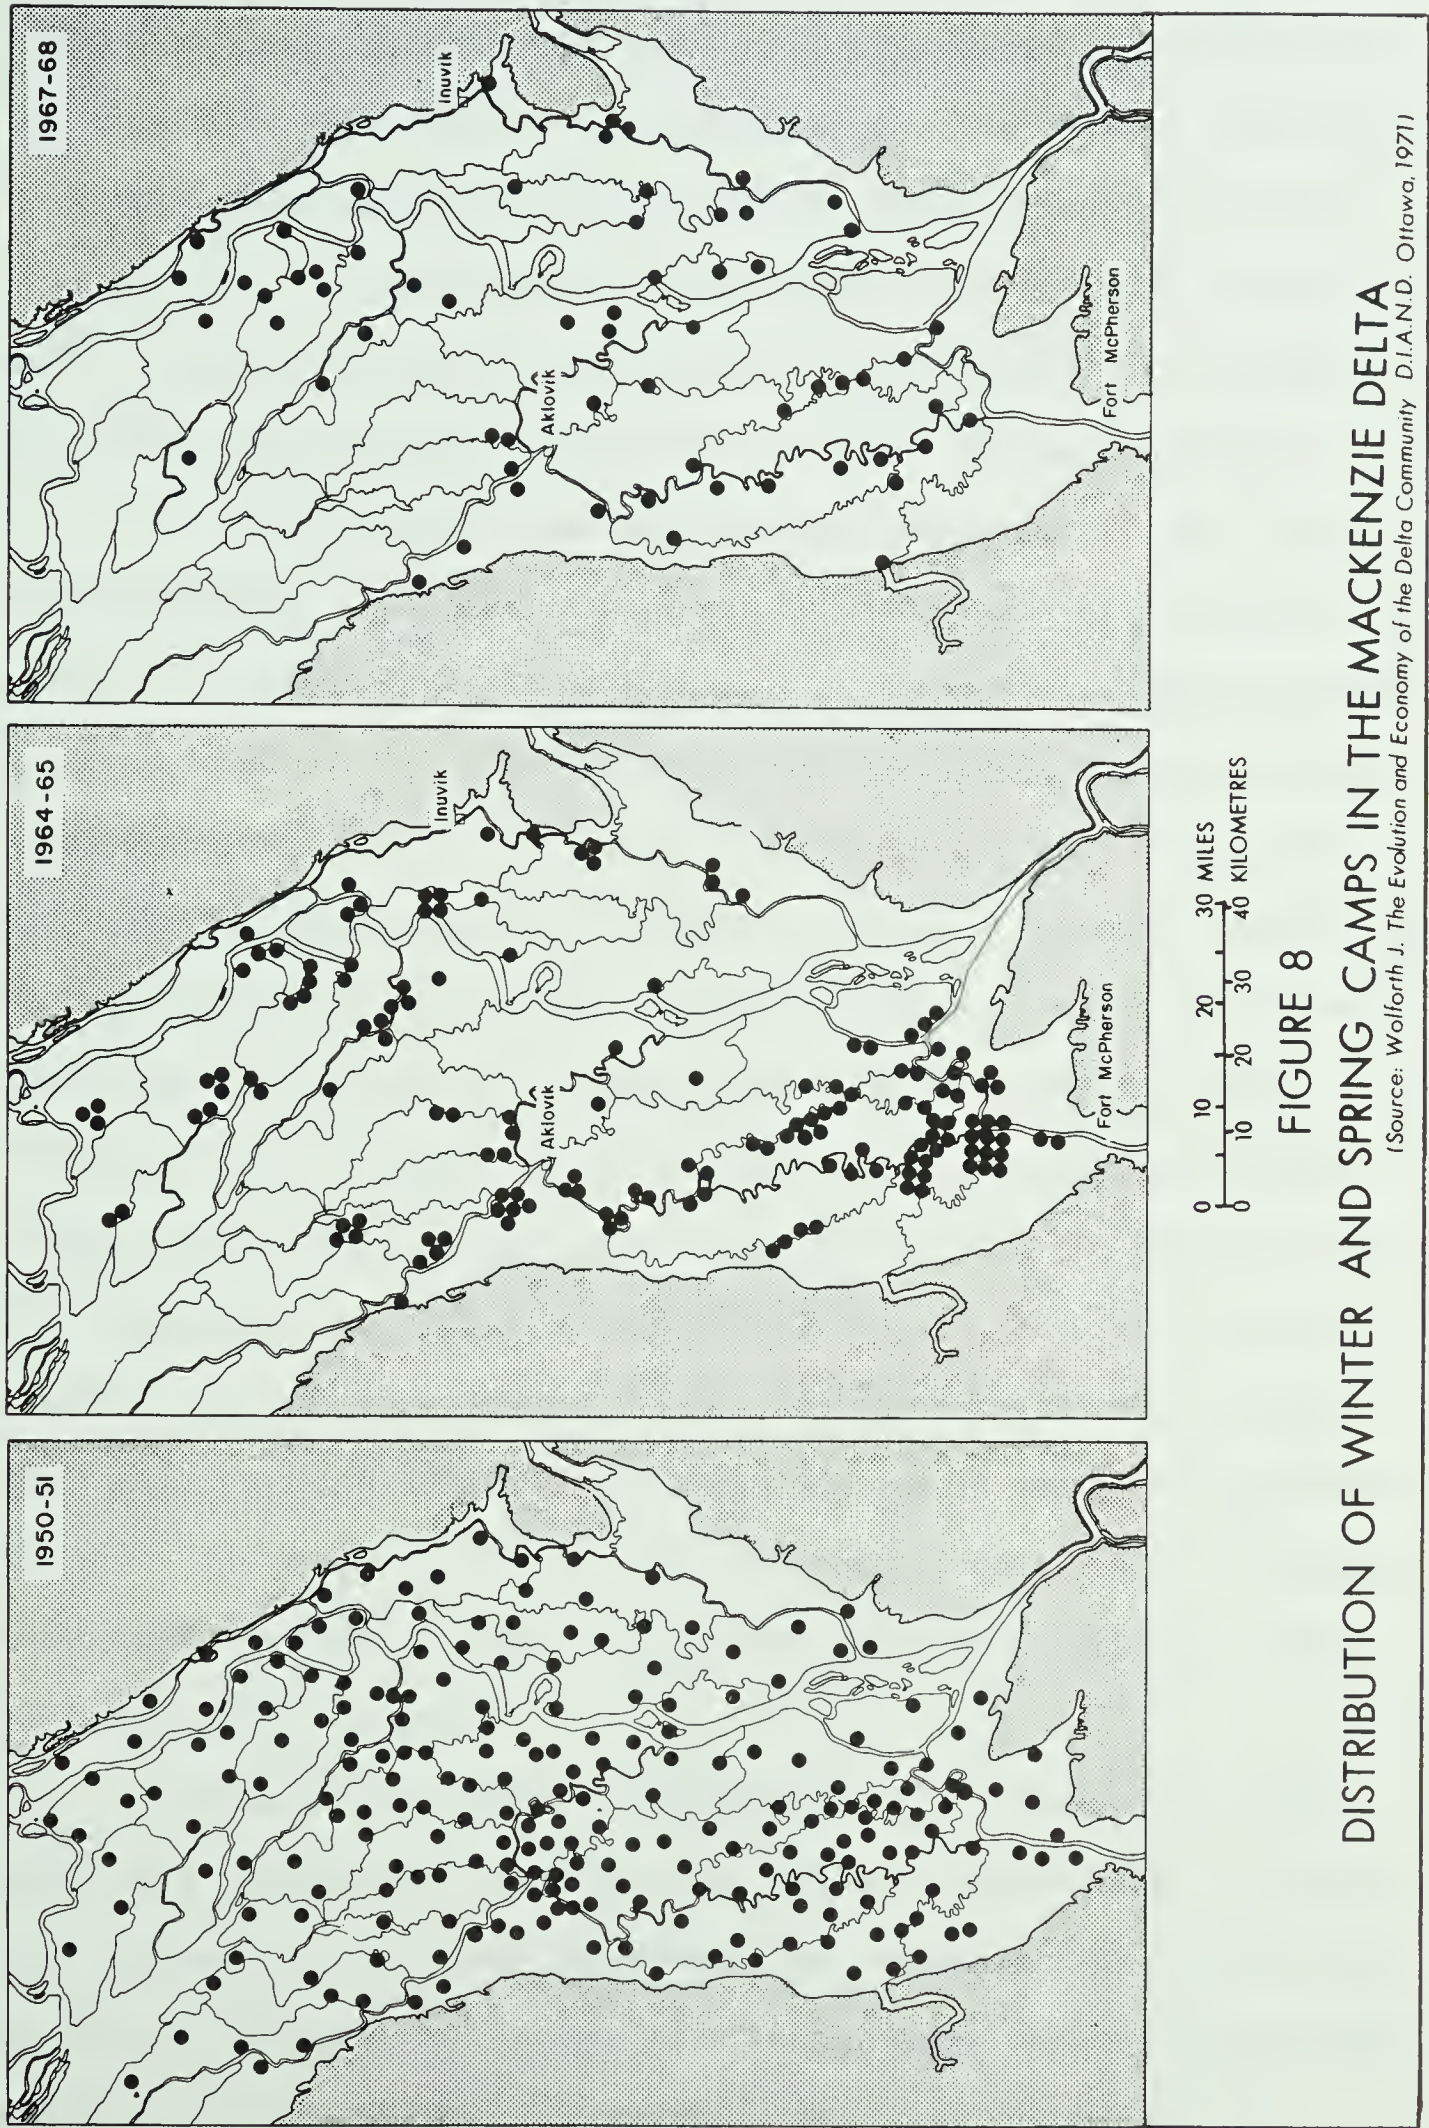 1950-51
1964-65
Inuvik
Aklavik
Fort McPherson
1967-68
Inuvik
Aklavik
Fort McPherson
0 10 20 30 MILES
0 10 20 30 40 KILOMETRES
FIGURE 8
DISTRIBUTION OF WINTER AND SPRING CAMPS IN THE MACKENZIE DELTA
(Source: Wolforth J. The Evolution and Economy of the Delta Community D.I.A.N.D. Ottawa, 1971)